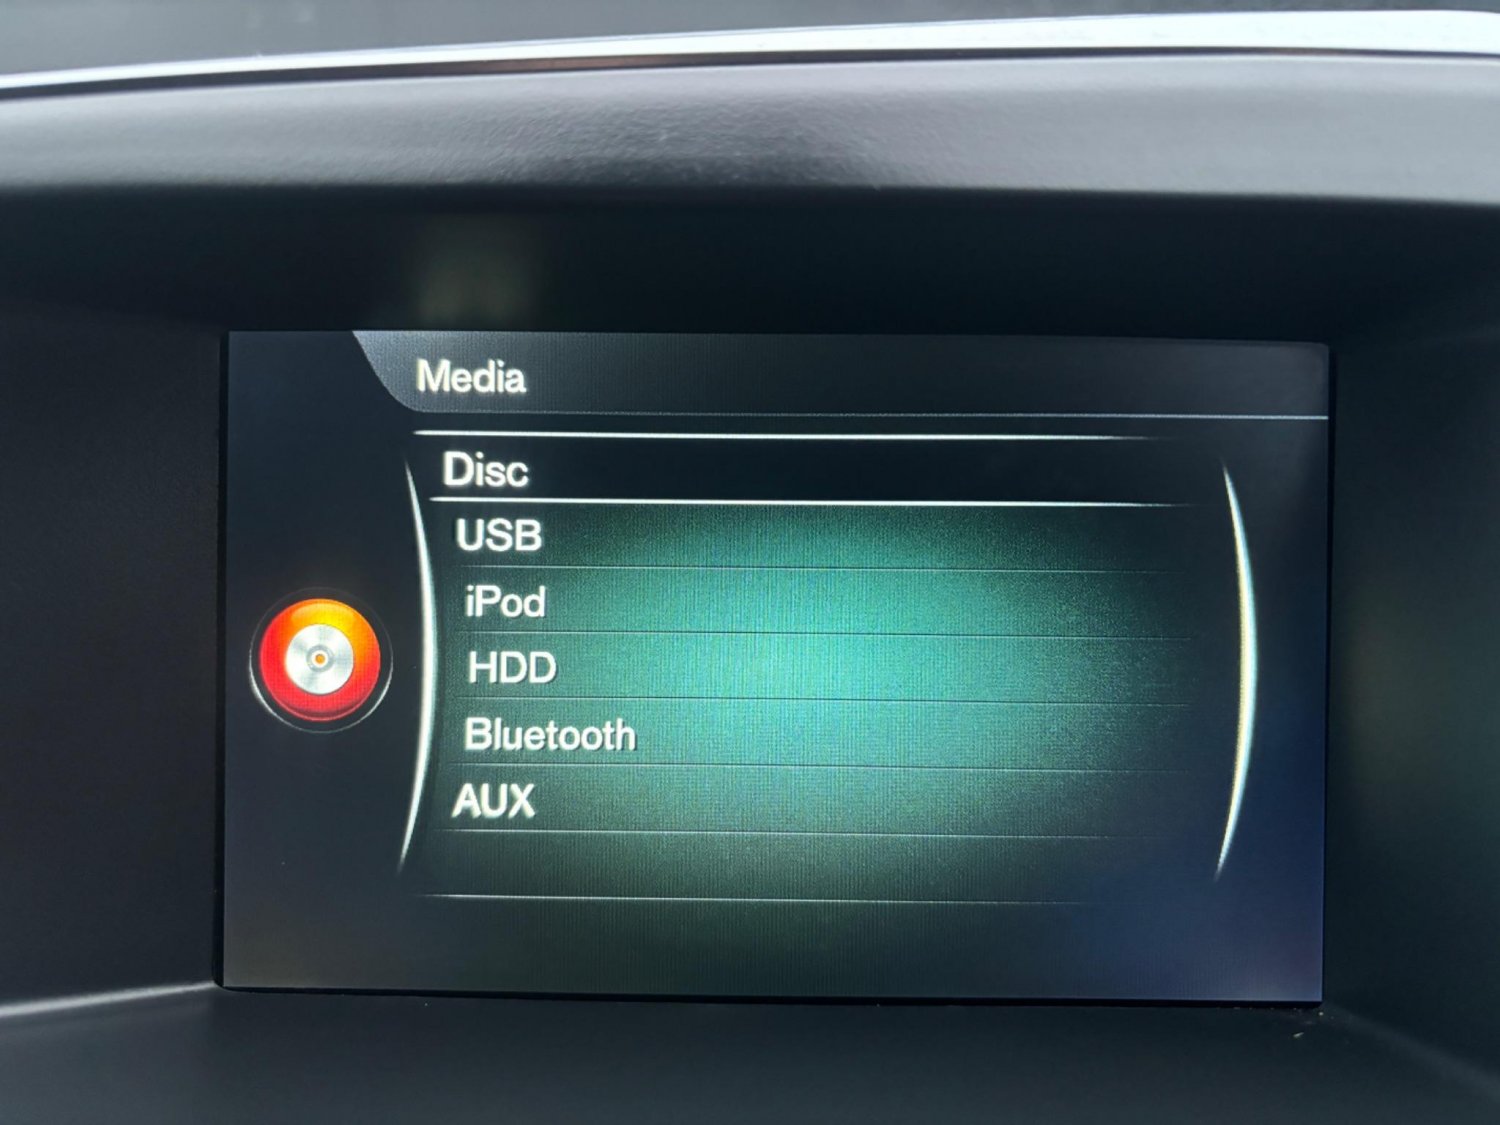 Media
Disc
USB
iPod
HDD
Bluetooth
AUX